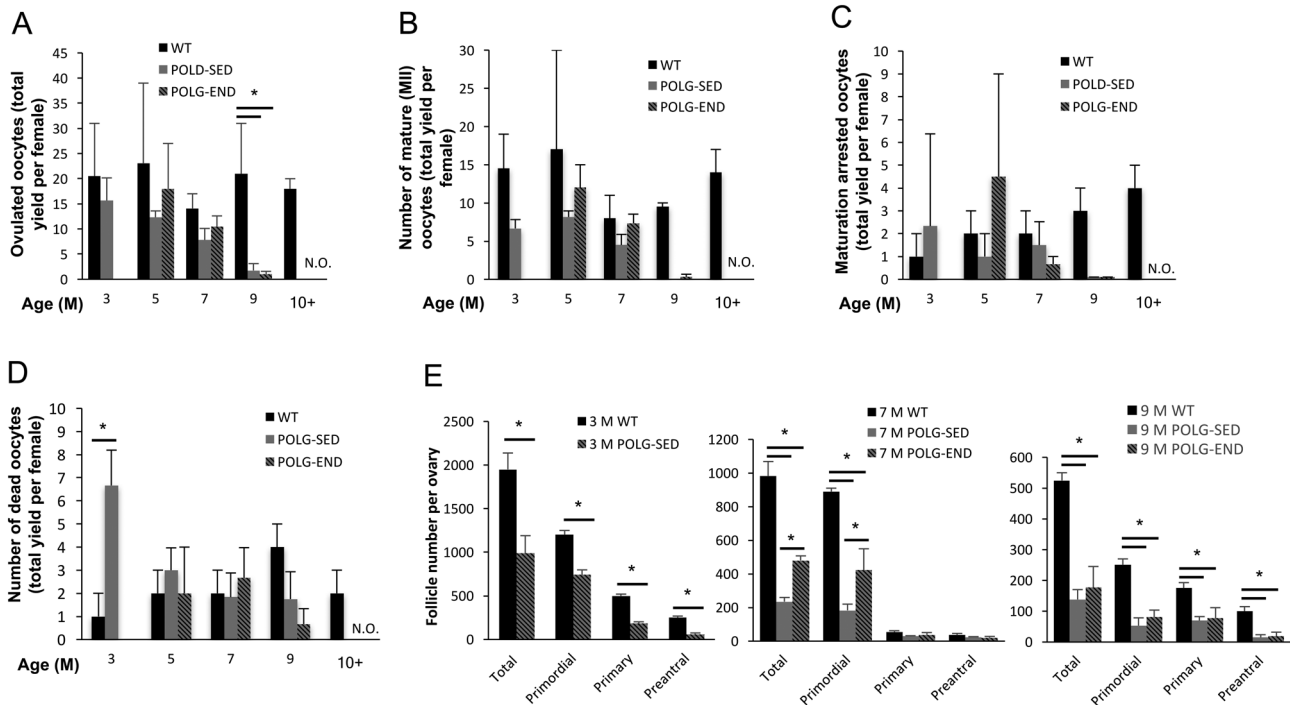 A
Ovulated oocytes (total
yield per female)
45
40
35
30
25
20
15
10
5
0
WT
POLD-SED
POLG-END
*
N.O.
Age (M) 3 5 7 9 10+
B
Number of mature (MII)
oocytes (total yield per
female)
30
25
20
15
10
5
0
WT
POLG-SED
POLG-END
N.O.
Age (M) 3 5 7 9 10+
C
Maturation arrested oocytes
(total yield per female)
10
9
8
7
6
5
4
3
2
1
0
WT
POLD-SED
POLG-END
N.O.
Age (M) 3 5 7 9 10+
D
Number of dead oocytes
(total yield per female)
10
9
8
7
6
5
4
3
2
1
0
*
WT
POLG-SED
POLG-END
N.O.
Age (M) 3 5 7 9 10+
E
Follicle number per ovary
2500
2000
1500
1000
500
0
3 M WT
3 M POLG-SED
*
*
*
*
Total Primordial Primary Preantral
1200
1000
800
600
400
200
0
7 M WT
7 M POLG-SED
7 M POLG-END
*
*
*
*
Total Primordial Primary Preantral
600
500
400
300
200
100
0
9 M WT
9 M POLG-SED
9 M POLG-END
*
*
*
*
Total Primordial Primary Preantral